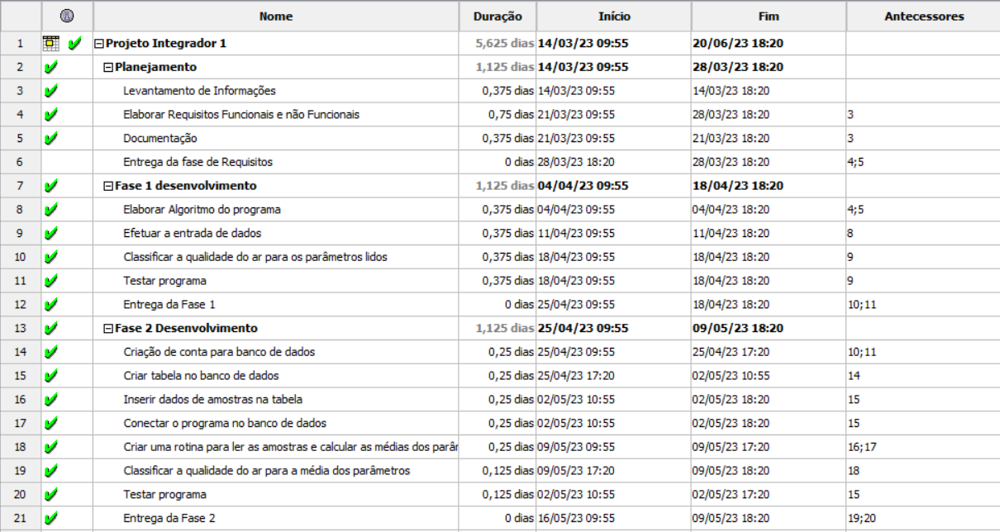 Nome Duração Início Fim Antecessores
1 Projeto Integrador 1 5,625 dias 14/03/23 09:55 20/06/23 18:20
2 Planejamento 1,125 dias 14/03/23 09:55 28/03/23 18:20
3 Levantamento de Informações 0,375 dias 14/03/23 09:55 14/03/23 18:20
4 Elaborar Requisitos Funcionais e não Funcionais 0,75 dias 21/03/23 09:55 28/03/23 18:20 3
5 Documentação 0,375 dias 21/03/23 09:55 21/03/23 18:20 3
6 Entrega da fase de Requisitos 0 dias 28/03/23 18:20 28/03/23 18:20 4;5
7 Fase 1 desenvolvimento 1,125 dias 04/04/23 09:55 18/04/23 18:20
8 Elaborar Algoritmo do programa 0,375 dias 04/04/23 09:55 04/04/23 18:20 4;5
9 Efetuar a entrada de dados 0,375 dias 11/04/23 09:55 11/04/23 18:20 8
10 Classificar a qualidade do ar para os parâmetros lidos 0,375 dias 18/04/23 09:55 18/04/23 18:20 9
11 Testar programa 0,375 dias 18/04/23 09:55 18/04/23 18:20 9
12 Entrega da Fase 1 0 dias 25/04/23 09:55 18/04/23 18:20 10;11
13 Fase 2 Desenvolvimento 1,125 dias 25/04/23 09:55 09/05/23 18:20
14 Criação de conta para banco de dados 0,25 dias 25/04/23 09:55 25/04/23 17:20 10;11
15 Criar tabela no banco de dados 0,25 dias 25/04/23 17:20 02/05/23 10:55 14
16 Inserir dados de amostras na tabela 0,25 dias 02/05/23 10:55 02/05/23 18:20 15
17 Conectar o programa no banco de dados 0,25 dias 02/05/23 10:55 02/05/23 18:20 15
18 Criar uma rotina para ler as amostras e calcular as médias dos parâr 0,25 dias 09/05/23 09:55 09/05/23 17:20 16;17
19 Classificar a qualidade do ar para a média dos parâmetros 0,125 dias 09/05/23 17:20 09/05/23 18:20 18
20 Testar programa 0,125 dias 02/05/23 10:55 02/05/23 17:20 15
21 Entrega da Fase 2 0 dias 16/05/23 09:55 09/05/23 18:20 19;20